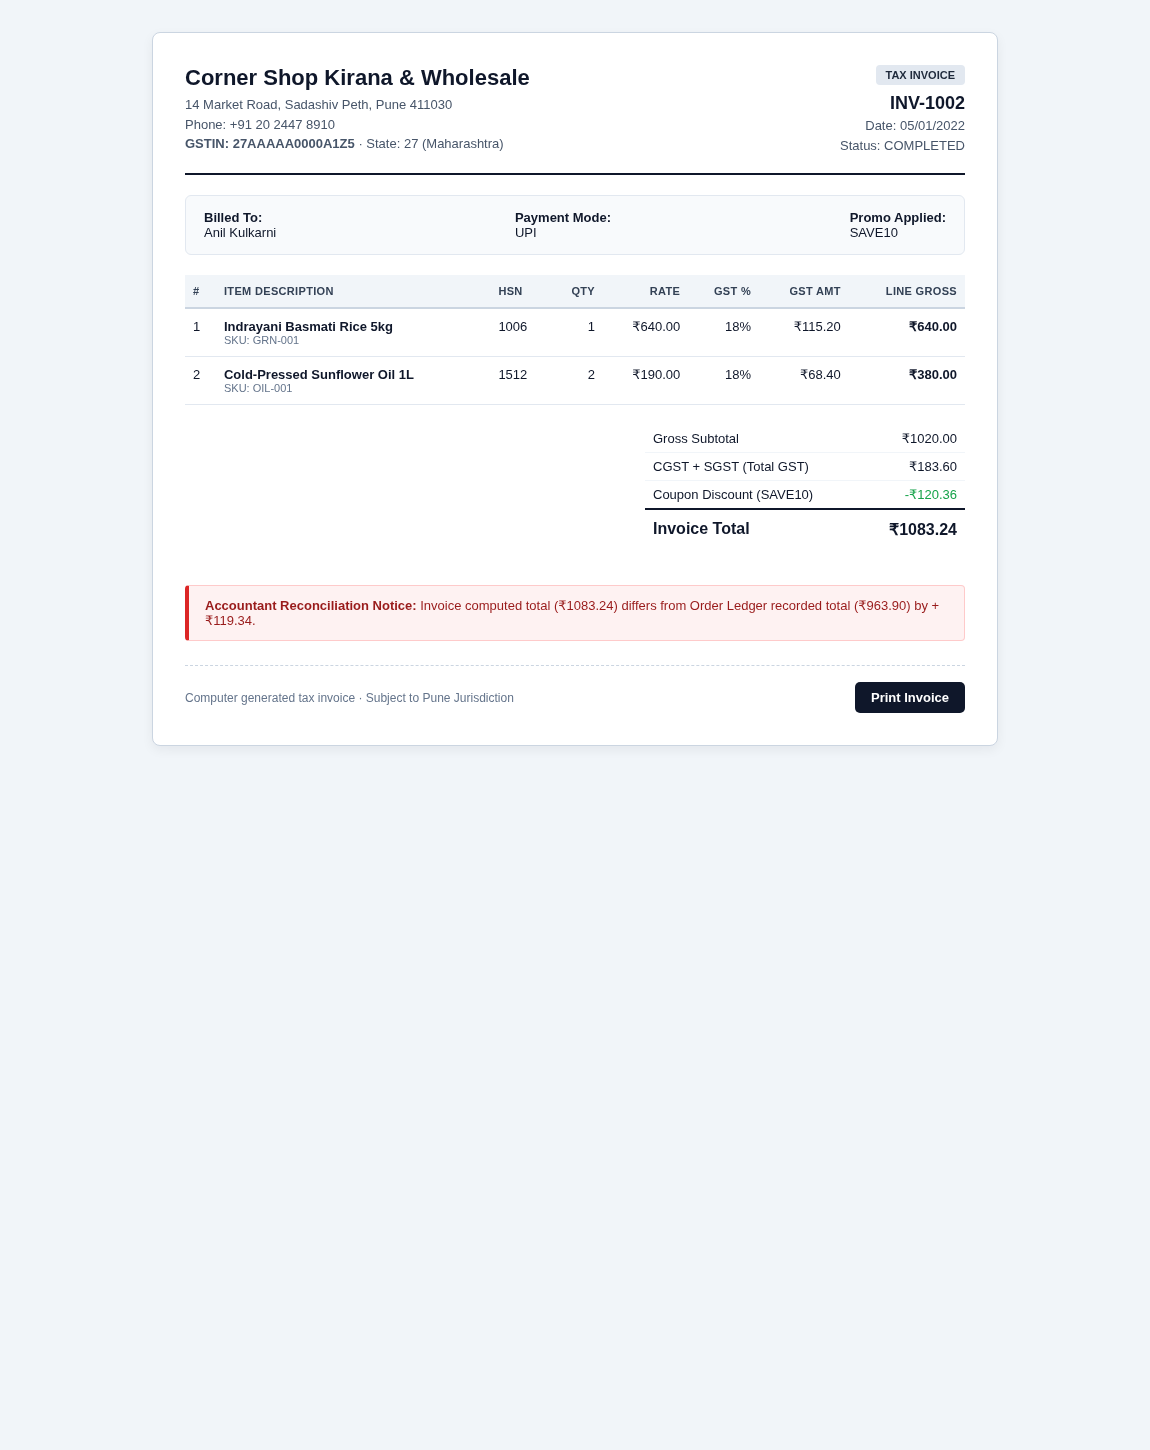 Corner Shop Kirana & Wholesale
14 Market Road, Sadashiv Peth, Pune 411030
Phone: +91 20 2447 8910
GSTIN: 27AAAAA0000A1Z5 · State: 27 (Maharashtra)
TAX INVOICE
INV-1002
Date: 05/01/2022
Status: COMPLETED
Billed To:
Anil Kulkarni
Payment Mode:
UPI
Promo Applied:
SAVE10
# ITEM DESCRIPTION HSN QTY RATE GST % GST AMT LINE GROSS
1 Indrayani Basmati Rice 5kg 1006 1 ₹640.00 18% ₹115.20 ₹640.00
SKU: GRN-001
2 Cold-Pressed Sunflower Oil 1L 1512 2 ₹190.00 18% ₹68.40 ₹380.00
SKU: OIL-001
Gross Subtotal ₹1020.00
CGST + SGST (Total GST) ₹183.60
Coupon Discount (SAVE10) -₹120.36
Invoice Total ₹1083.24
Accountant Reconciliation Notice: Invoice computed total (₹1083.24) differs from Order Ledger recorded total (₹963.90) by +
₹119.34.
Computer generated tax invoice · Subject to Pune Jurisdiction
Print Invoice